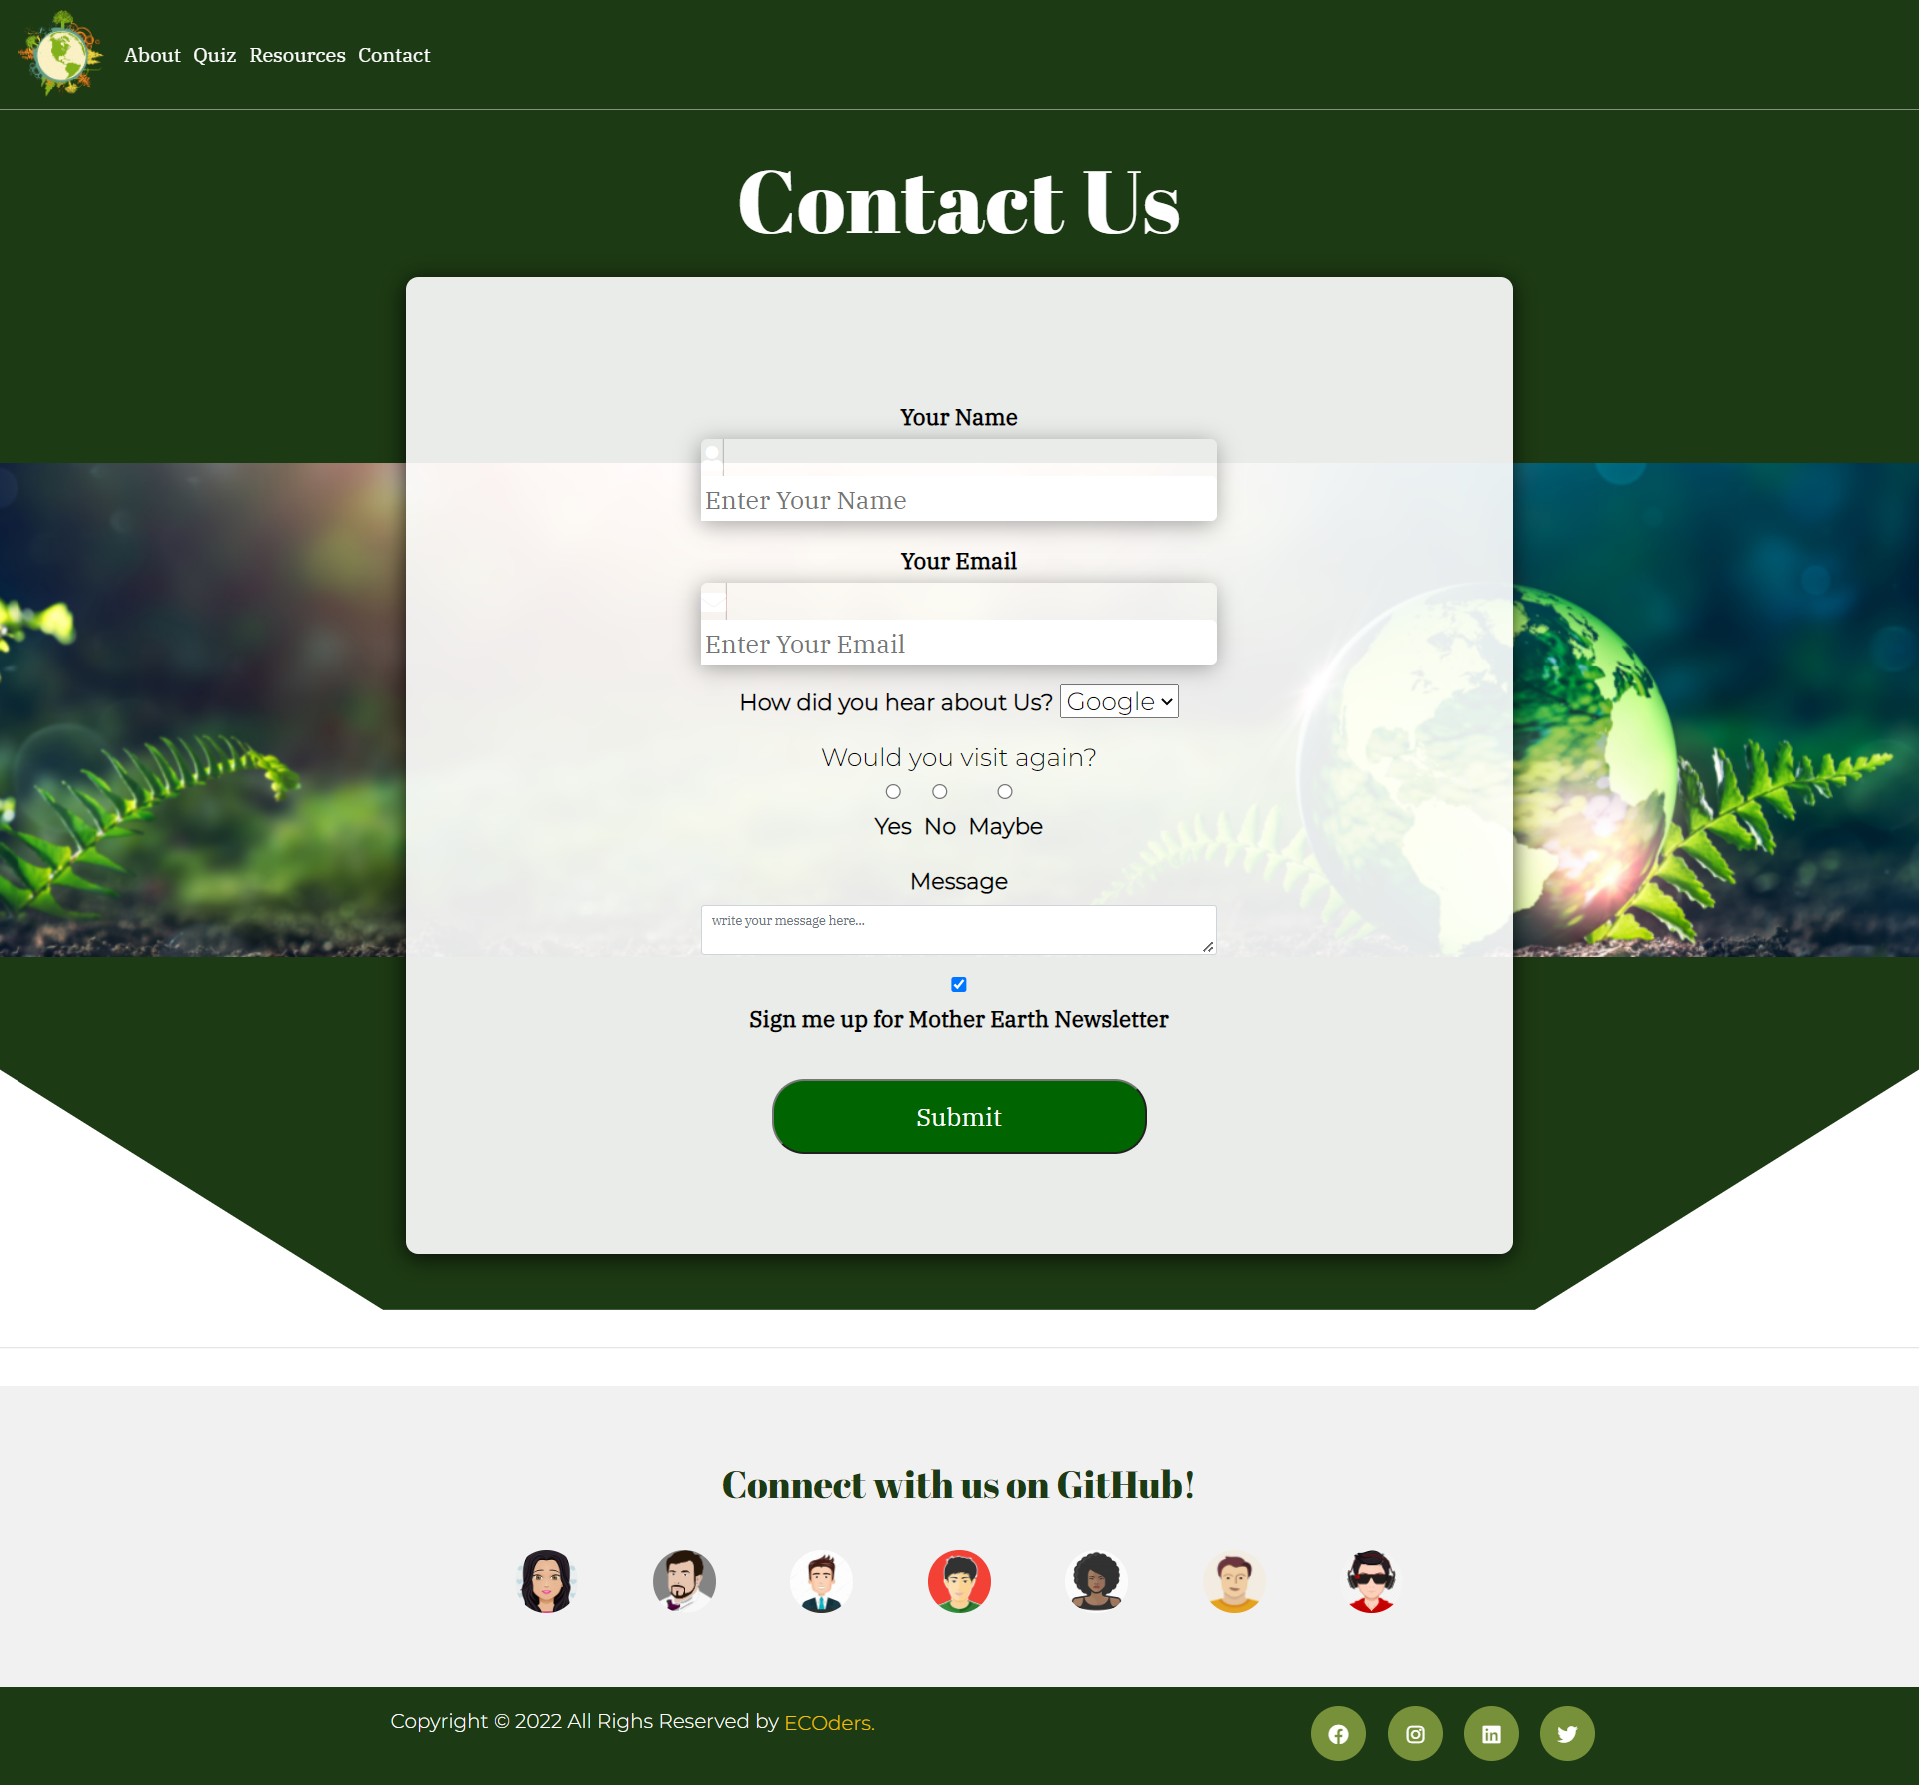 About Quiz Resources Contact
Contact Us
Your Name
Enter Your Name
Your Email
Enter Your Email
How did you hear about Us? Google
Would you visit again?
Yes No Maybe
Message
write your message here...
Sign me up for Mother Earth Newsletter
Submit
Connect with us on GitHub!
Copyright © 2022 All Righs Reserved by ECOders.